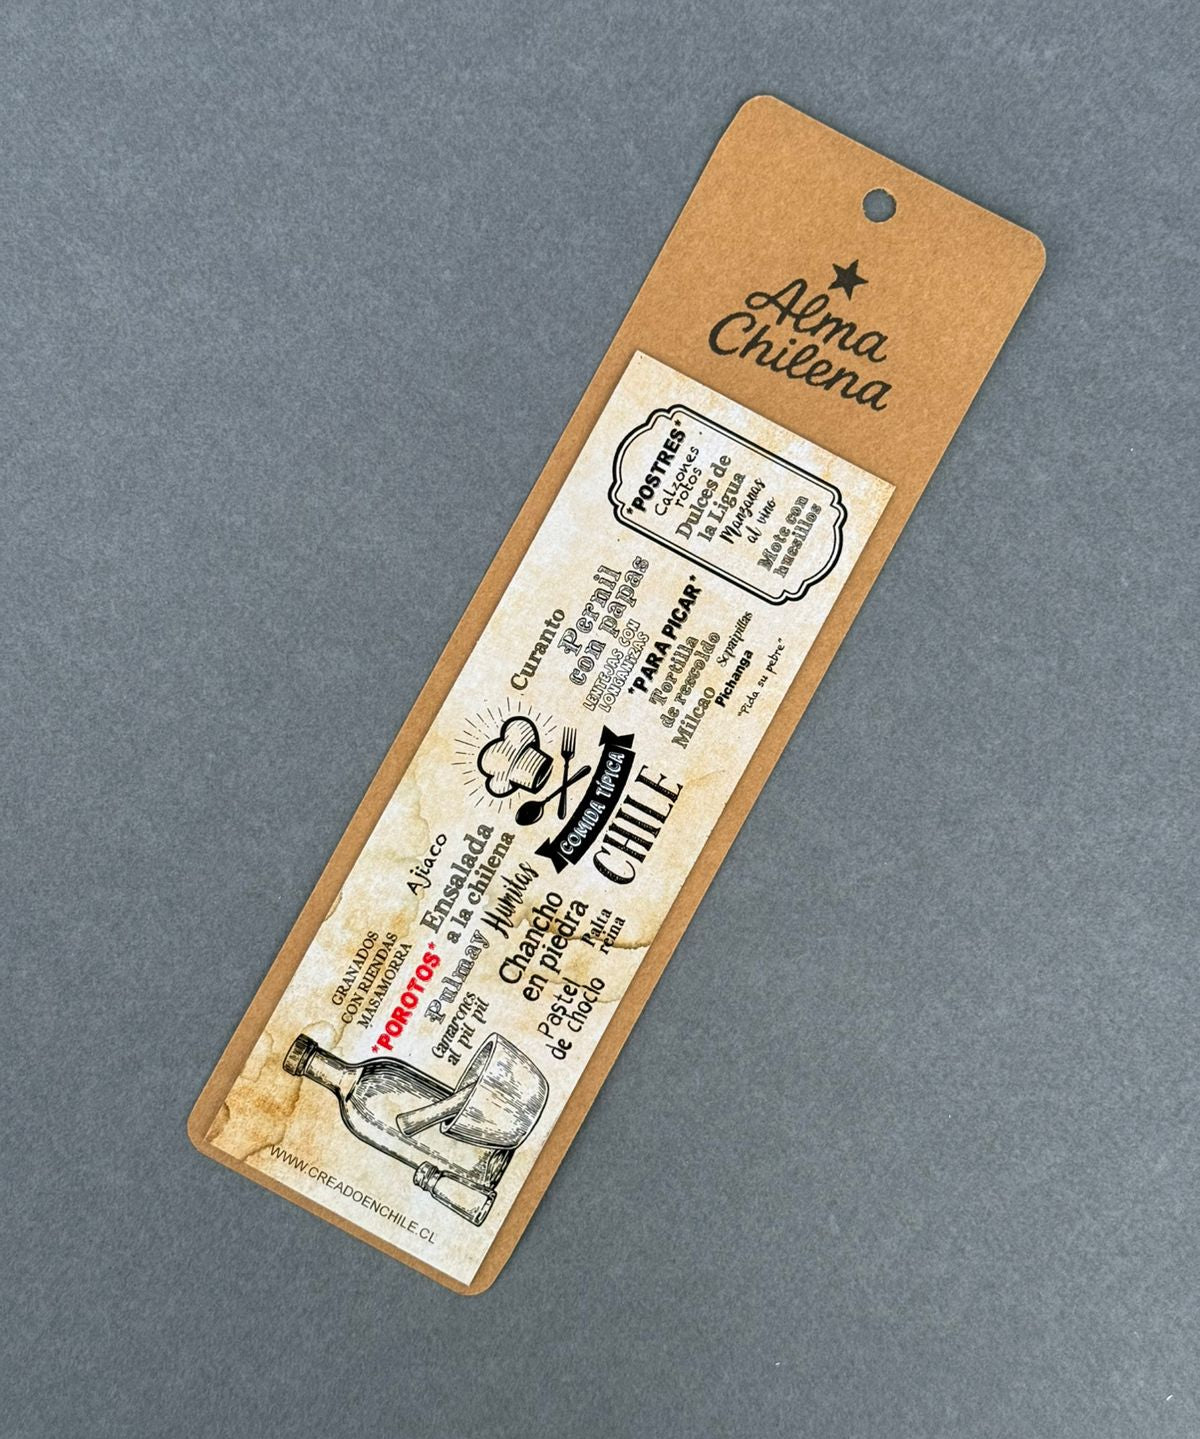 Alma
Chilena
Ajiaco
Curanto
GRANADOS
CON RIENDAS
MASAMORRA
*POROTOS*
Ensalada
a la chilena
Pulmay
Humitas
Camarones
al pil pil
Chancho
en piedra
Palta
reina
Pastel
de choclo
COMIDA TÍPICA
CHILE
Pernil
con papas
LENTEJAS CON
LONGANIZAS
*PARA PICAR*
Tortilla
de rescoldo
Milcao
Sopaipillas
Pichanga
"Pida su pebre"
*POSTRES*
Calzones
rotos
Dulces de
la Ligua
Manzanas
al vino
Mote con
huesillos
WWW.CREADOENCHILE.CL